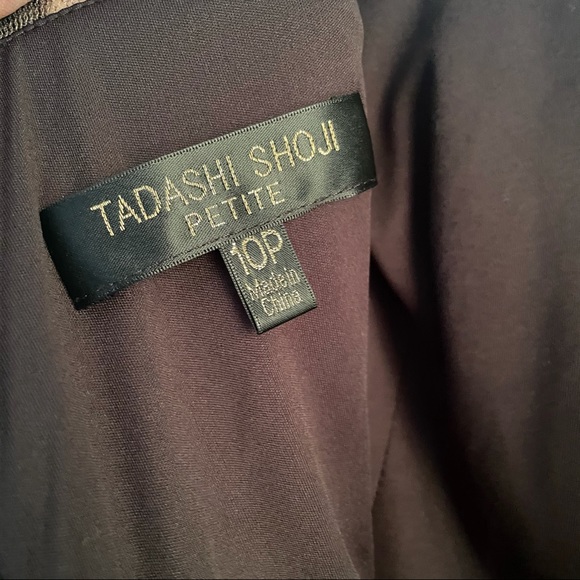 TADASHI SHOJI
PETITE
10P
Made in
China